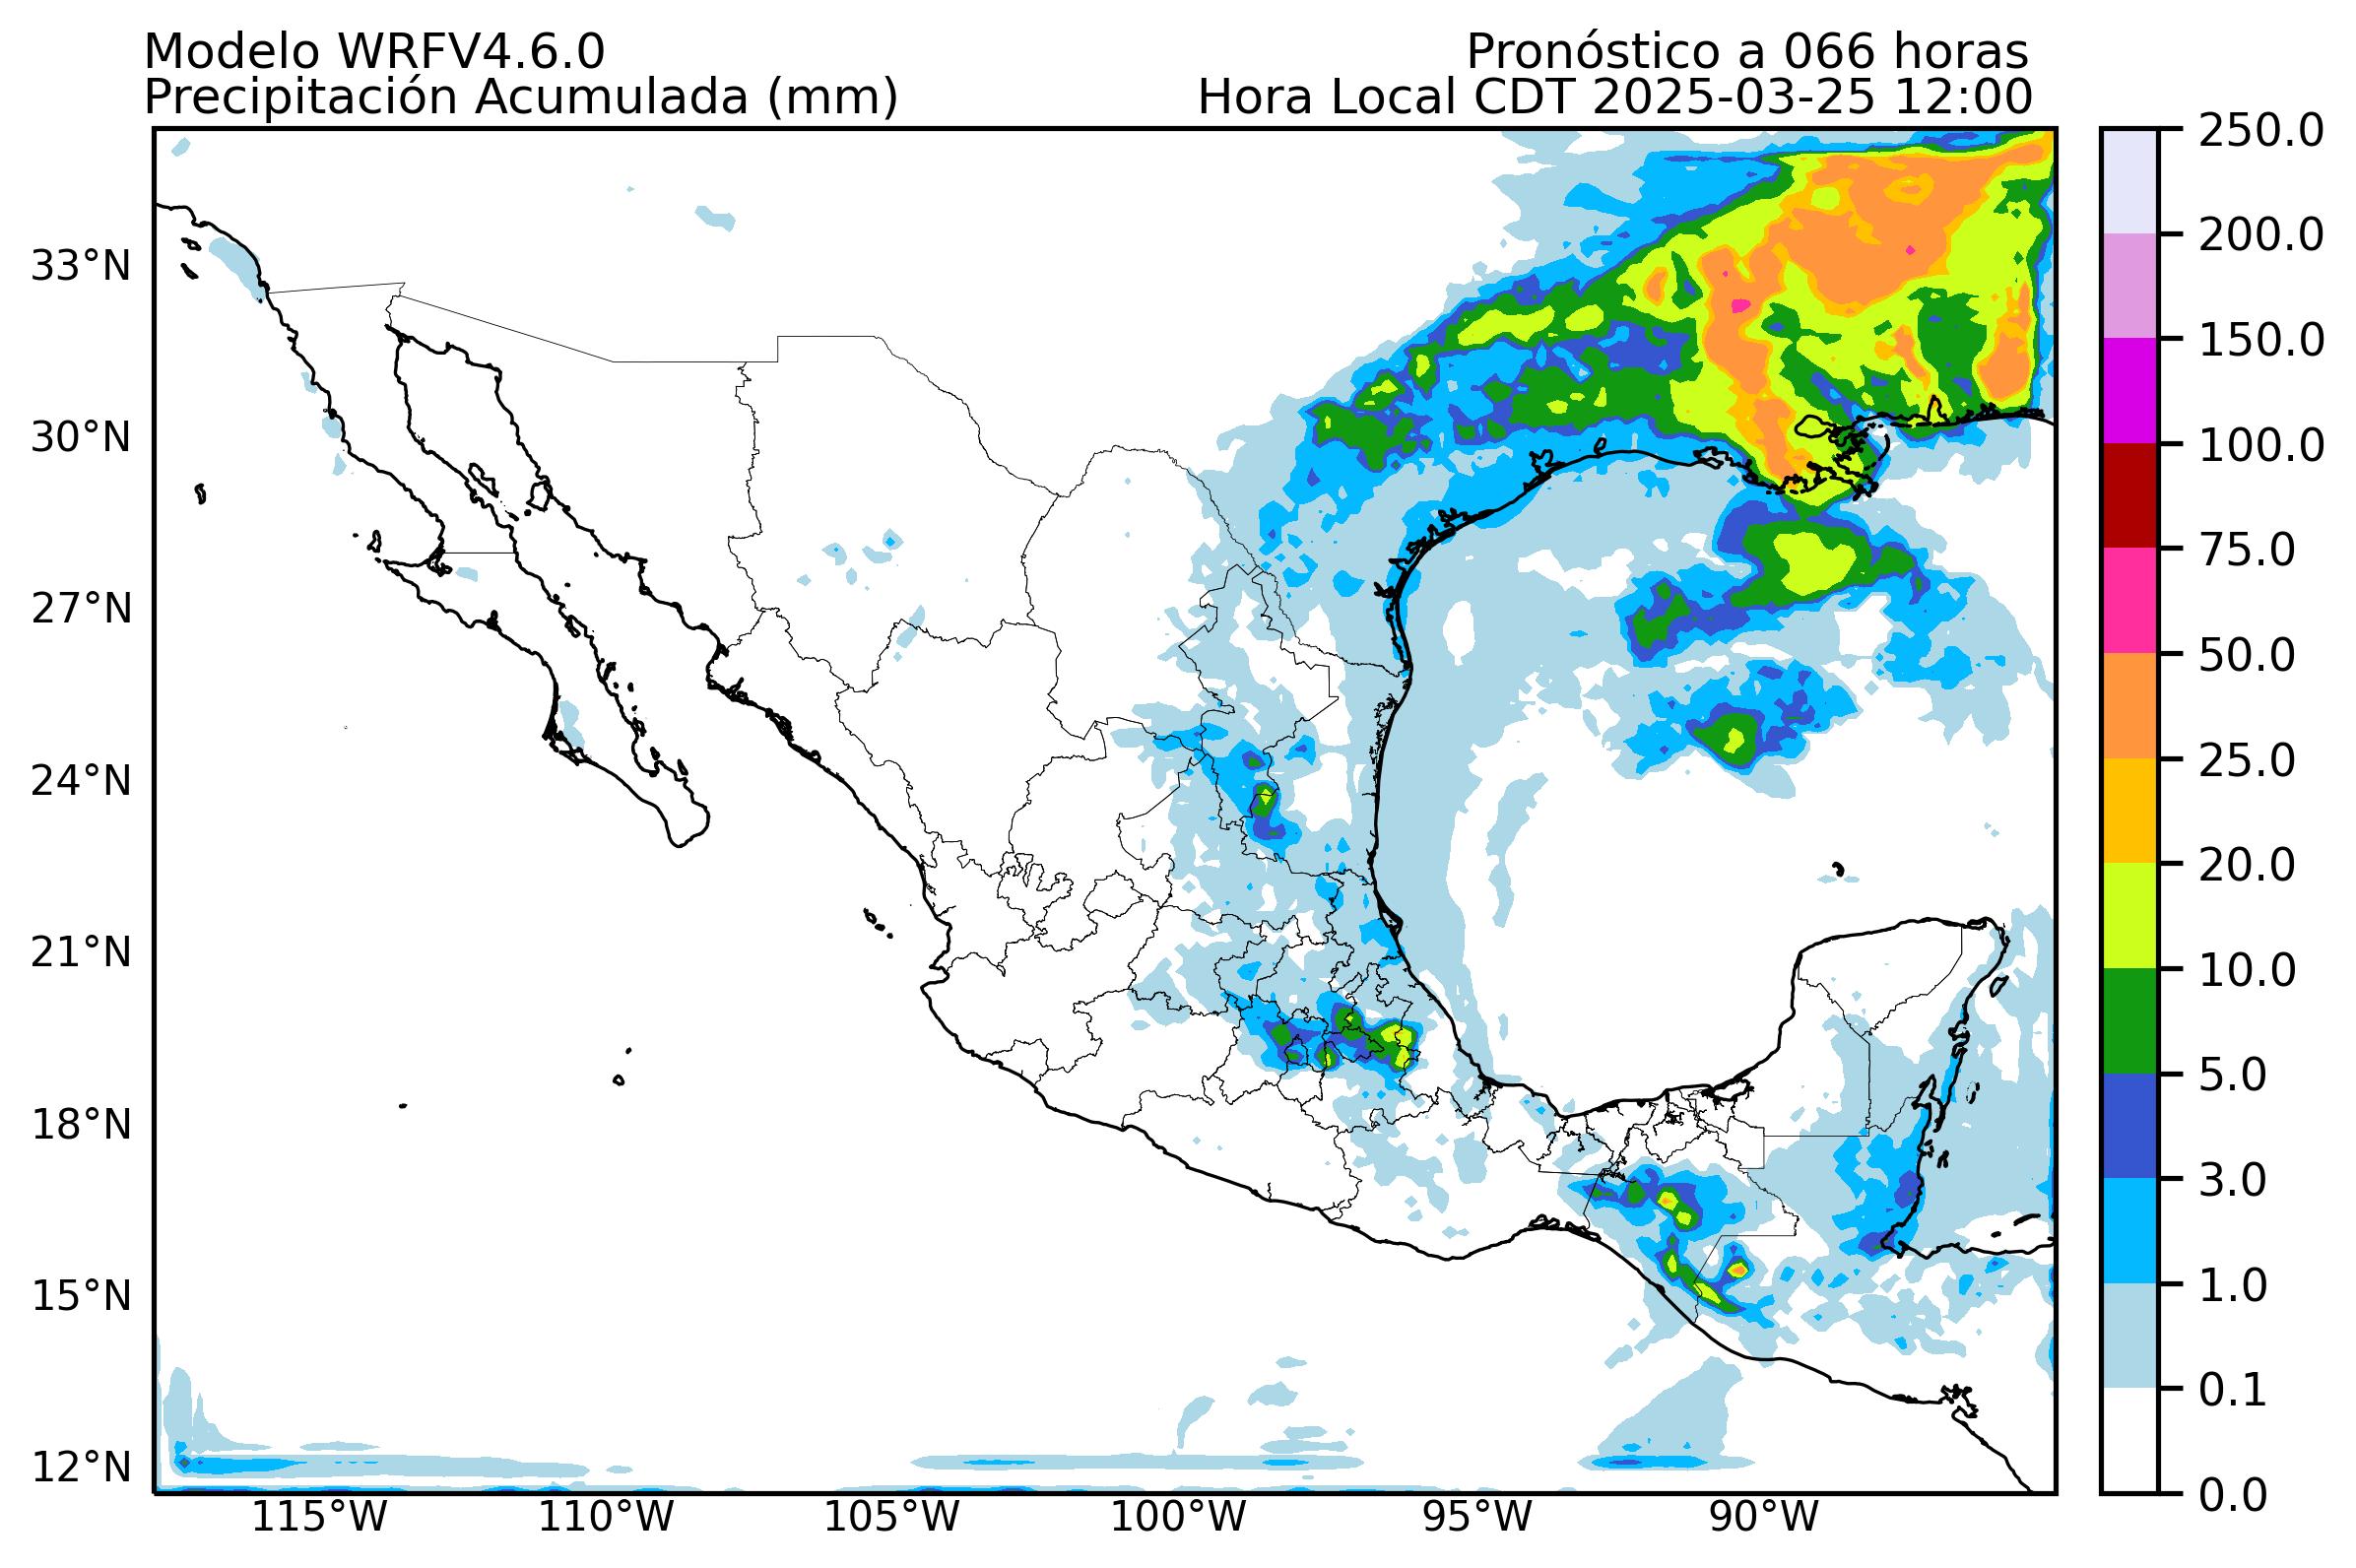 Modelo WRFV4.6.0
Pronóstico a 066 horas
Precipitación Acumulada (mm)
Hora Local CDT 2025-03-25 12:00
33°N
30°N
27°N
24°N
21°N
18°N
15°N
12°N
115°W
110°W
105°W
100°W
95°W
90°W
250.0
200.0
150.0
100.0
75.0
50.0
25.0
20.0
10.0
5.0
3.0
1.0
0.1
0.0